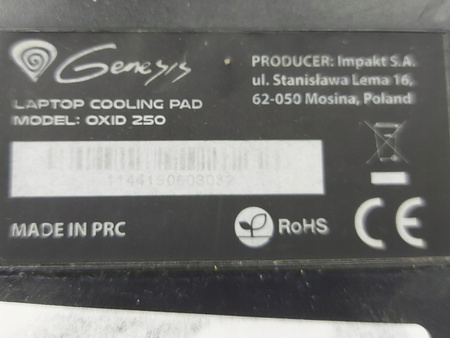 Genesis
LAPTOP COOLING PAD
MODEL: OXID 250
PRODUCER: Impakt S.A.
ul. Stanisława Lema 16,
62-050 Mosina, Poland
MADE IN PRC
RoHS
CE